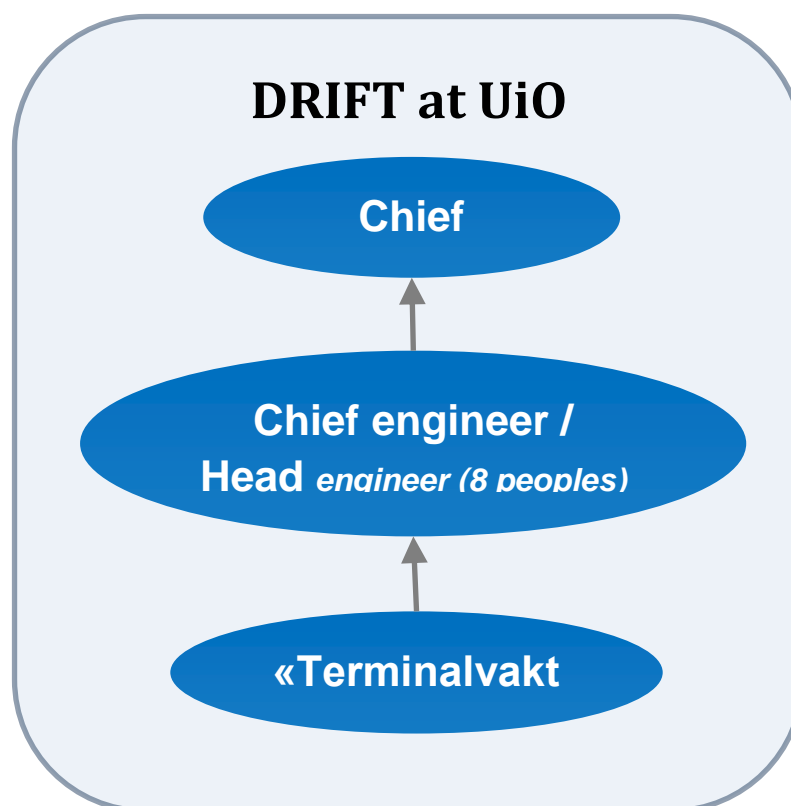 DRIFT at UiO
Chief
Chief engineer /
Head engineer (8 peoples)
«Terminalvakt